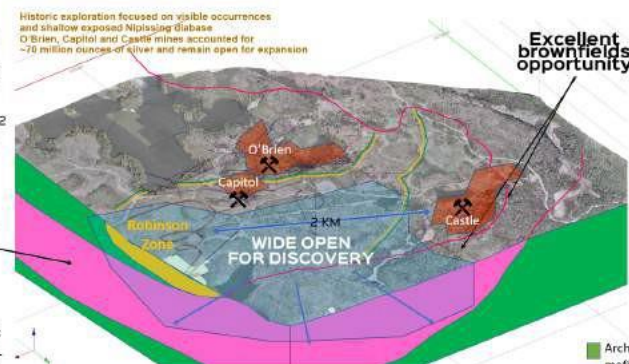 Historic exploration focused on visible occurrences
and shallow exposed Nipissing diabase
O'Brien, Capitol and Castle mines accounted for
~70 million ounces of silver and remain open for expansion
Excellent
brownfields
opportunity
O'Brien
Capitol
Castle
2 KM
Robinson
Zone
WIDE OPEN
FOR DISCOVERY
Arch